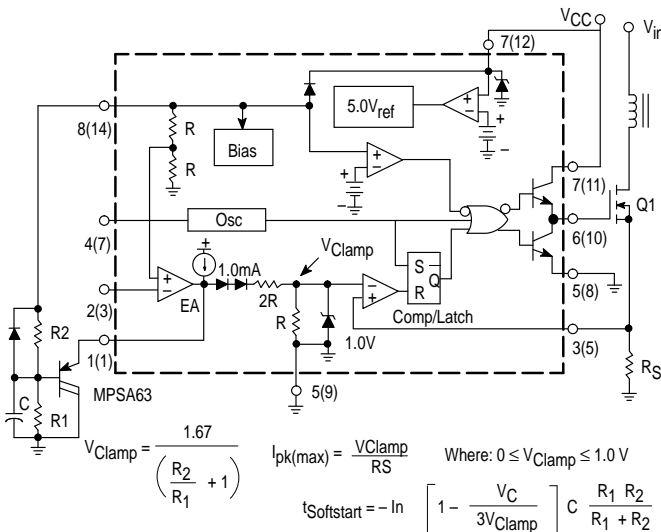 VCC
Vin
7(12)
5.0Vref
+
−
+
−
8(14)
R
Bias
R
+
−
+
−
7(11)
Q1
Osc
4(7)
6(10)
+
1.0mA
VClamp
S
Q
R
5(8)
+
−
2(3)
EA
2R
R
−
+
Comp/Latch
1.0V
3(5)
R2
1(1)
RS
5(9)
MPSA63
C
R1
VClamp = 1.67 / (R2/R1 + 1)
Ipk(max) = VClamp / RS
Where: 0 ≤ VClamp ≤ 1.0 V
tSoftstart = − In [1 - VC / 3VClamp] C R1 R2 / R1 + R2